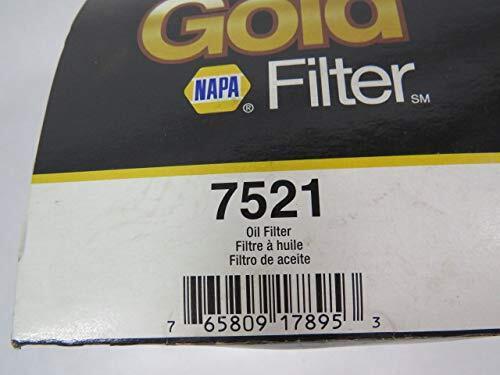 Gold
NAPA ® Filter SM
7521
Oil Filter
Filtre à huile
Filtro de aceite
7 65809 17895 3